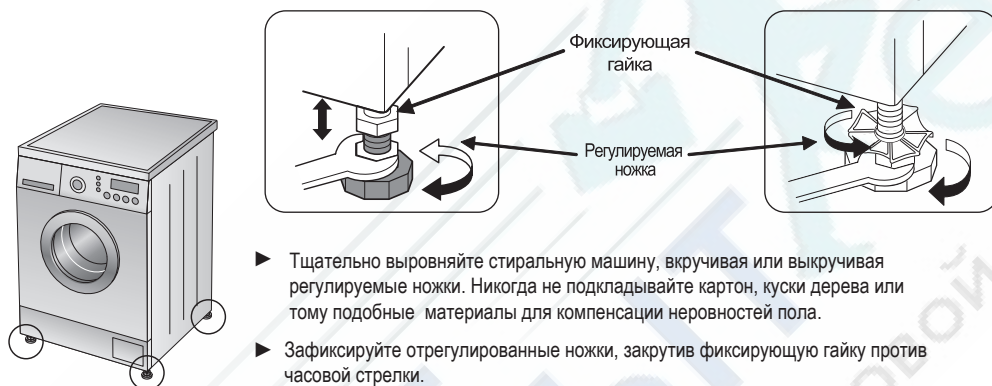 Фиксирующая
гайка
Регулируемая
ножка
► Тщательно выровняйте стиральную машину, вкручивая или выкручивая
регулируемые ножки. Никогда не подкладывайте картон, куски дерева или
тому подобные материалы для компенсации неровностей пола.
► Зафиксируйте отрегулированные ножки, закрутив фиксирующую гайку против
часовой стрелки.